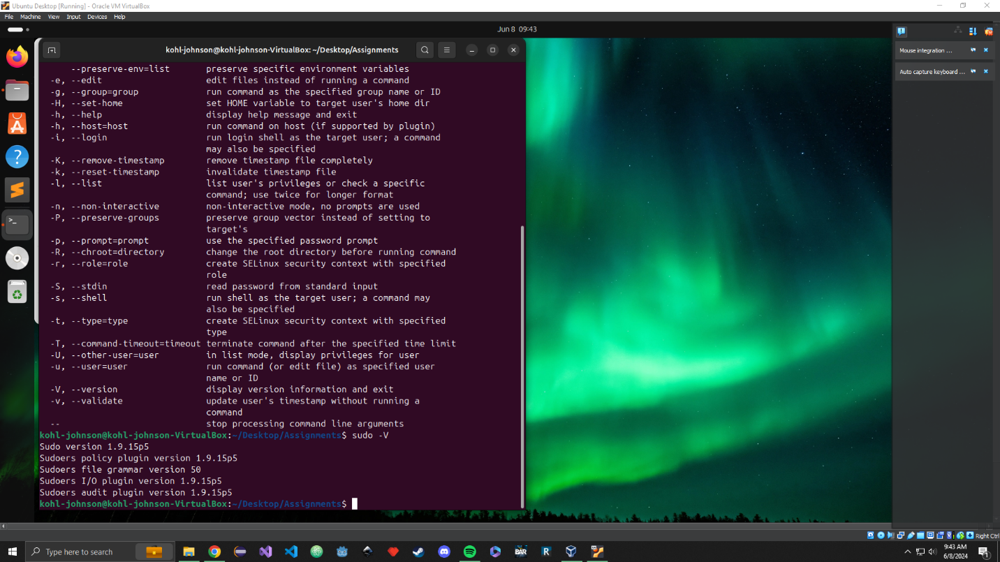 Ubuntu Desktop [Running] - Oracle VM VirtualBox
File Machine View Input Devices Help
Jun 8 09:43
kohl-johnson@kohl-johnson-VirtualBox: ~/Desktop/Assignments
Mouse integration ...
Auto capture keyboard ...
--preserve-env=list preserve specific environment variables
-e, --edit edit files instead of running a command
-g, --group=group run command as the specified group name or ID
-H, --set-home set HOME variable to target user's home dir
-h, --help display help message and exit
-h, --host=host run command on host (if supported by plugin)
-i, --login run login shell as the target user; a command
may also be specified
-K, --remove-timestamp remove timestamp file completely
-k, --reset-timestamp invalidate timestamp file
-l, --list list user's privileges or check a specific
command; use twice for longer format
-n, --non-interactive non-interactive mode, no prompts are used
-P, --preserve-groups preserve group vector instead of setting to
target's
-p, --prompt=prompt use the specified password prompt
-R, --chroot=directory change the root directory before running command
-r, --role=role create SELinux security context with specified
role
-S, --stdin read password from standard input
-s, --shell run shell as the target user; a command may
also be specified
-t, --type=type create SELinux security context with specified
type
-T, --command-timeout=timeout terminate command after the specified time limit
-U, --other-user=user in list mode, display privileges for user
-u, --user=user run command (or edit file) as specified user
name or ID
-V, --version display version information and exit
-v, --validate update user's timestamp without running a
command
-- stop processing command line arguments
kohl-johnson@kohl-johnson-VirtualBox:~/Desktop/Assignments$ sudo -V
Sudo version 1.9.15p5
Sudoers policy plugin version 1.9.15p5
Sudoers file grammar version 50
Sudoers I/O plugin version 1.9.15p5
Sudoers audit plugin version 1.9.15p5
kohl-johnson@kohl-johnson-VirtualBox:~/Desktop/Assignments$
Right Ctrl
Type here to search
BAR
R
9:43 AM
6/8/2024
1